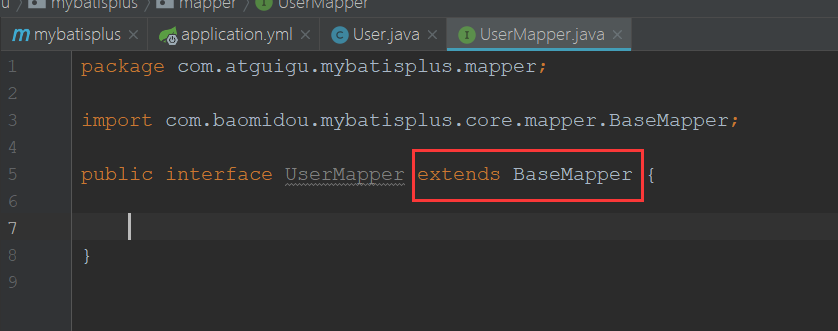 u mybatisplus mapper UserMapper
mybatisplus application.yml User.java UserMapper.java
1 package com.atguigu.mybatisplus.mapper;
2
3 import com.baomidou.mybatisplus.core.mapper.BaseMapper;
4
5 public interface UserMapper extends BaseMapper {
6
7
8 }
9